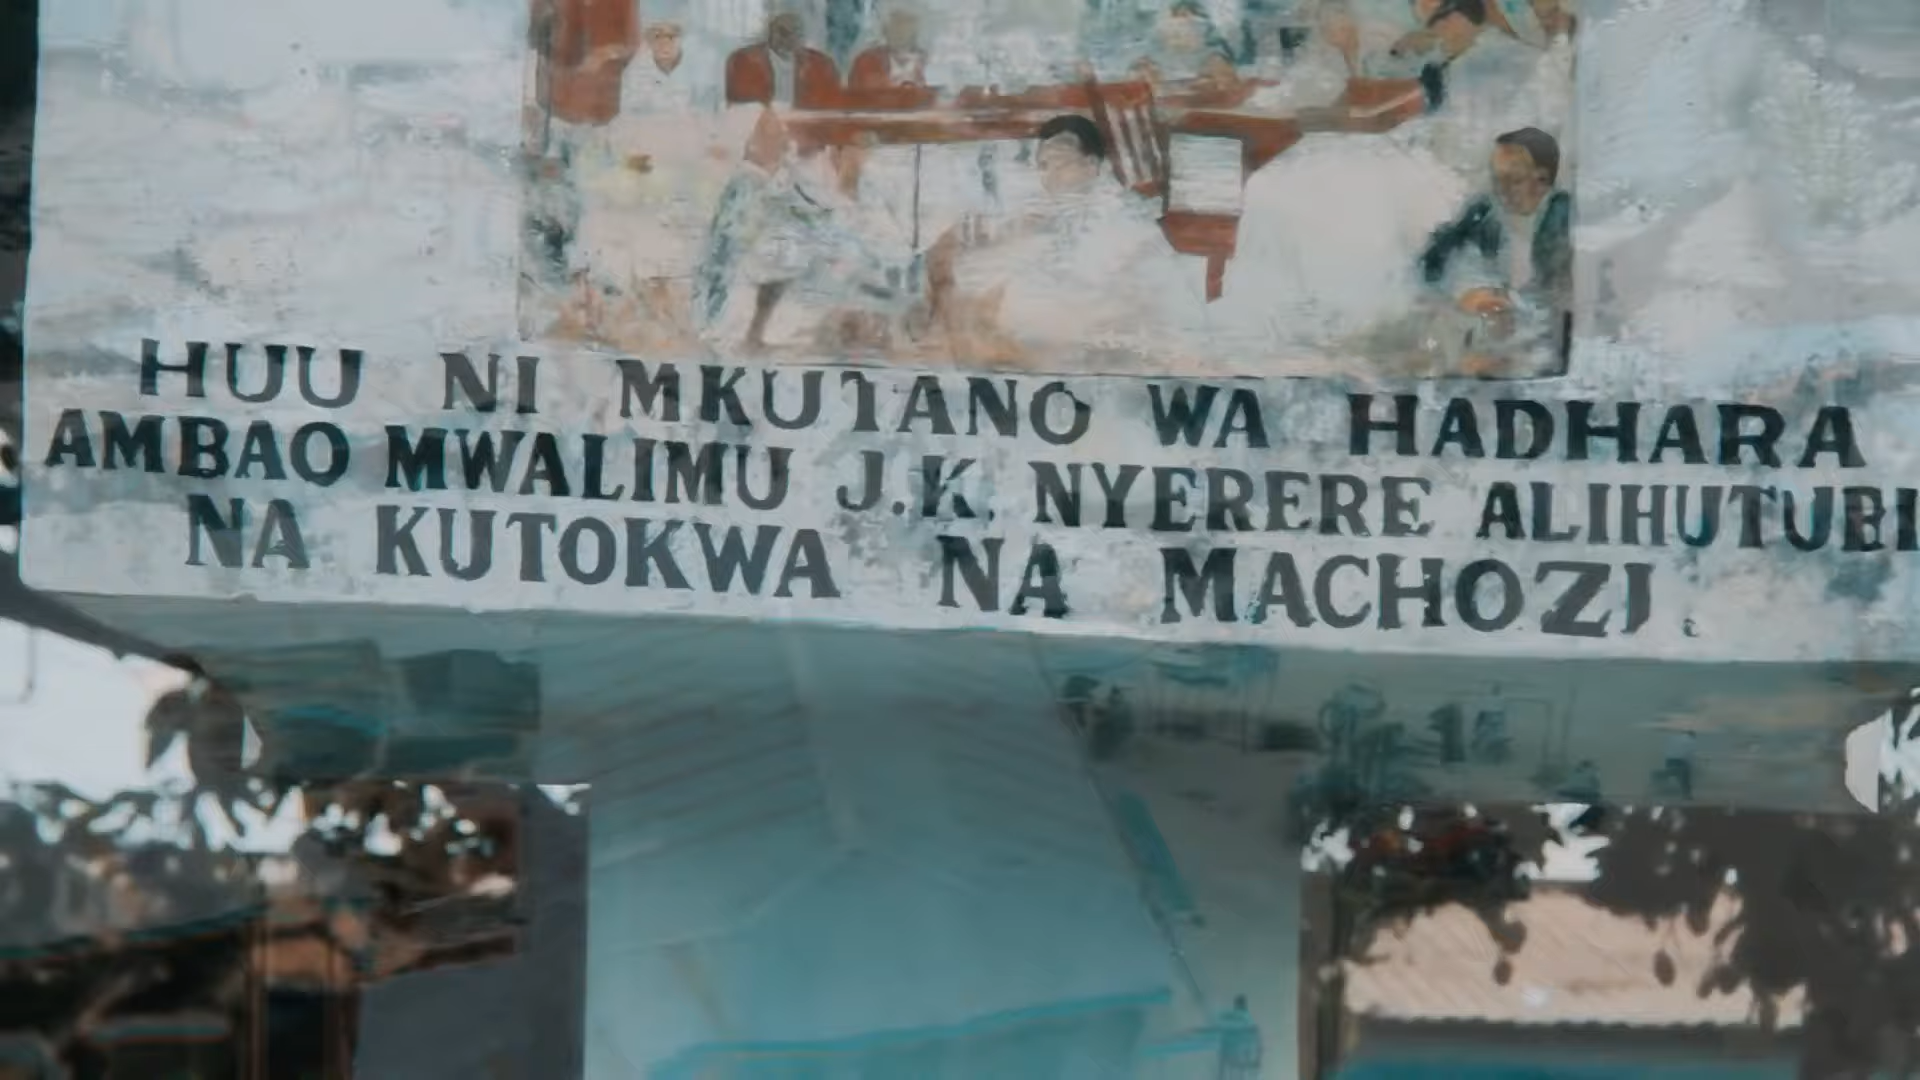 HUU NI MKUTANO WA HADHARA
AMBAO MWALIMU J.K. NYERERE ALIHUTUBI
NA KUTOKWA NA MACHOZI.